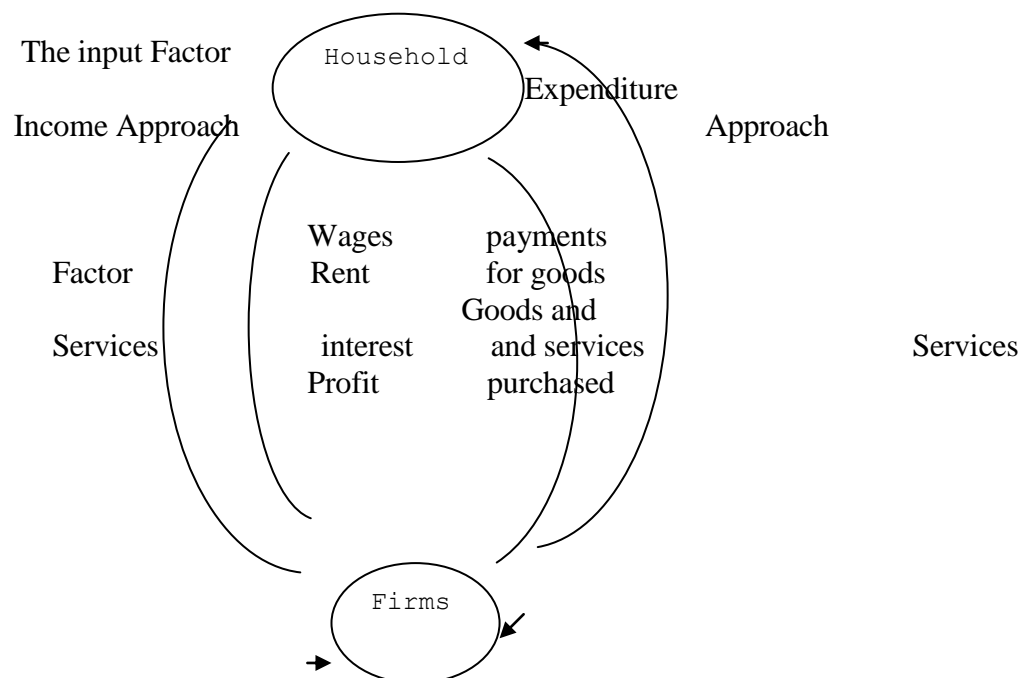 The input Factor Household
Expenditure
Income Approach Approach
Wages payments
Factor Rent for goods
Goods and
Services interest and services Services
Profit purchased
Firms